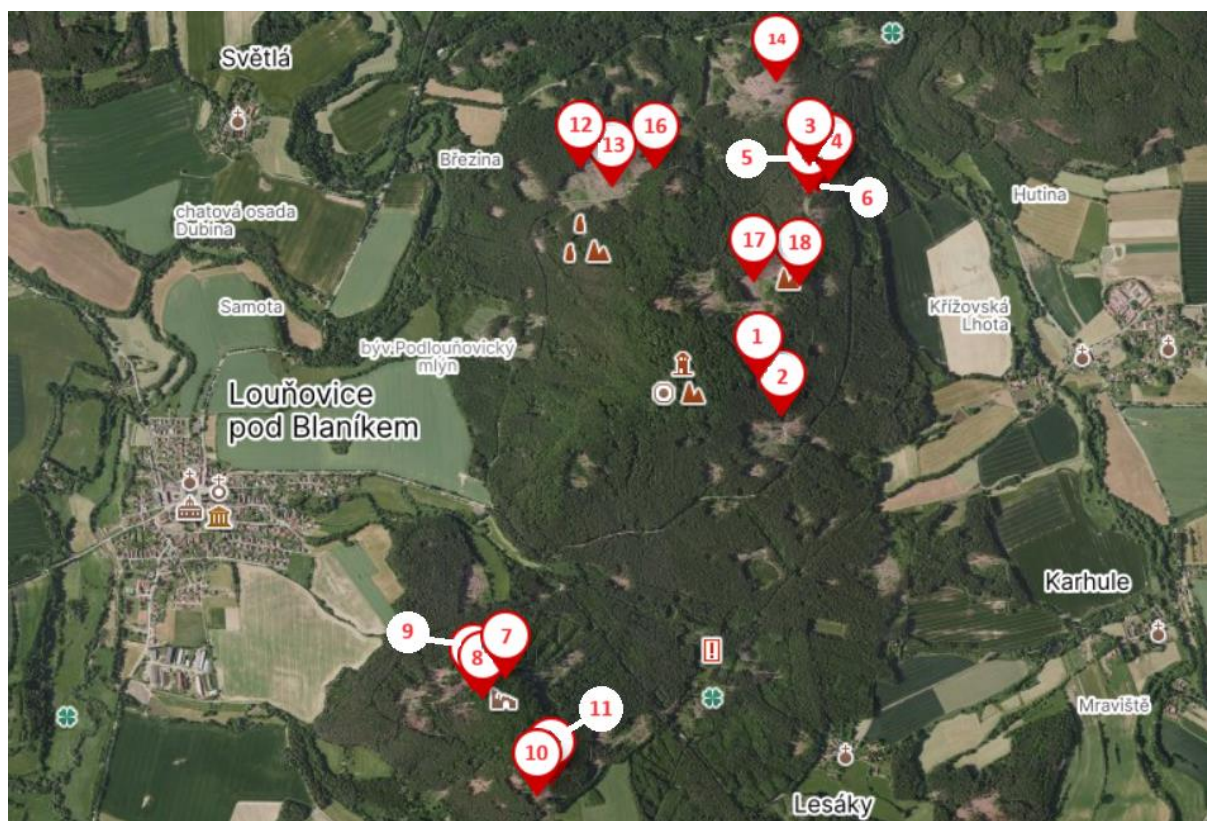 Světlá
14
3
12
16
4
13
5
Březina
6
Hutina
chatová osada
Dubina
17
18
Samota
Křížovská
Lhota
1
býv.Podlouňovický
mlýn
2
Louňovice
pod Blaníkem
Karhule
9
7
8
Mraviště
11
10
Lesáky